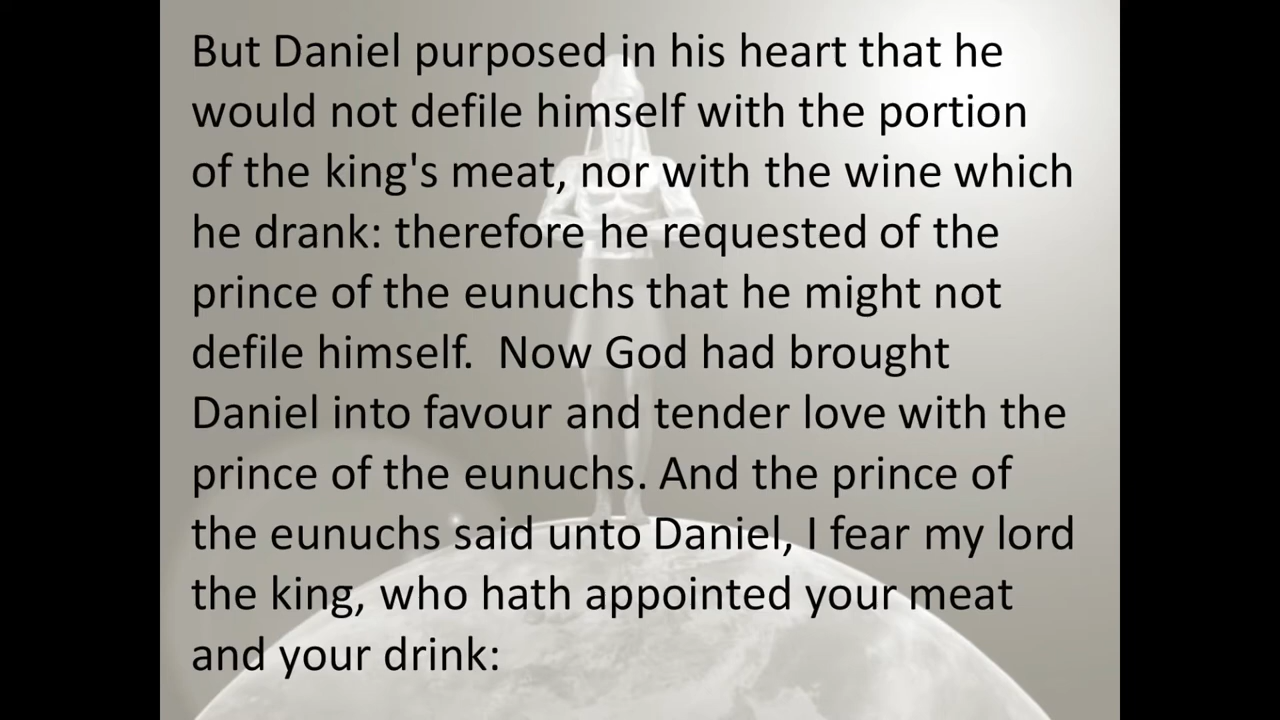 But Daniel purposed in his heart that he
would not defile himself with the portion
of the king's meat, nor with the wine which
he drank: therefore he requested of the
prince of the eunuchs that he might not
defile himself.  Now God had brought
Daniel into favour and tender love with the
prince of the eunuchs. And the prince of
the eunuchs said unto Daniel, I fear my lord
the king, who hath appointed your meat
and your drink: